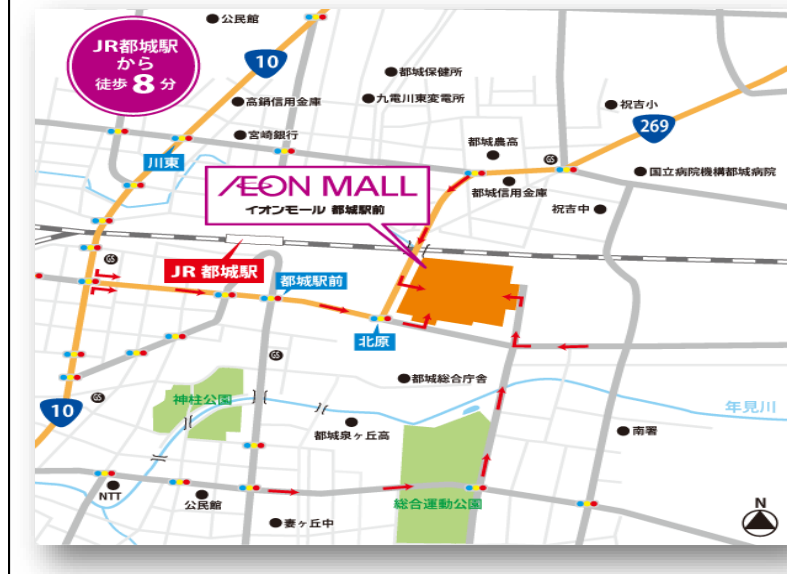 公民館
JR都城駅
から
徒歩8分
10
都城保健所
高鍋信用金庫
九電川東変電所
祝吉小
269
宮崎銀行
都城農高
川東
GS
国立病院機構都城病院
ÆON MALL
イオンモール 都城駅前
都城信用金庫
祝吉中
GS
JR 都城駅
都城駅前
北原
GS
都城総合庁舎
GS
神柱公園
10
年見川
都城泉ヶ丘高
南署
NTT
公民館
総合運動公園
妻ヶ丘中
N